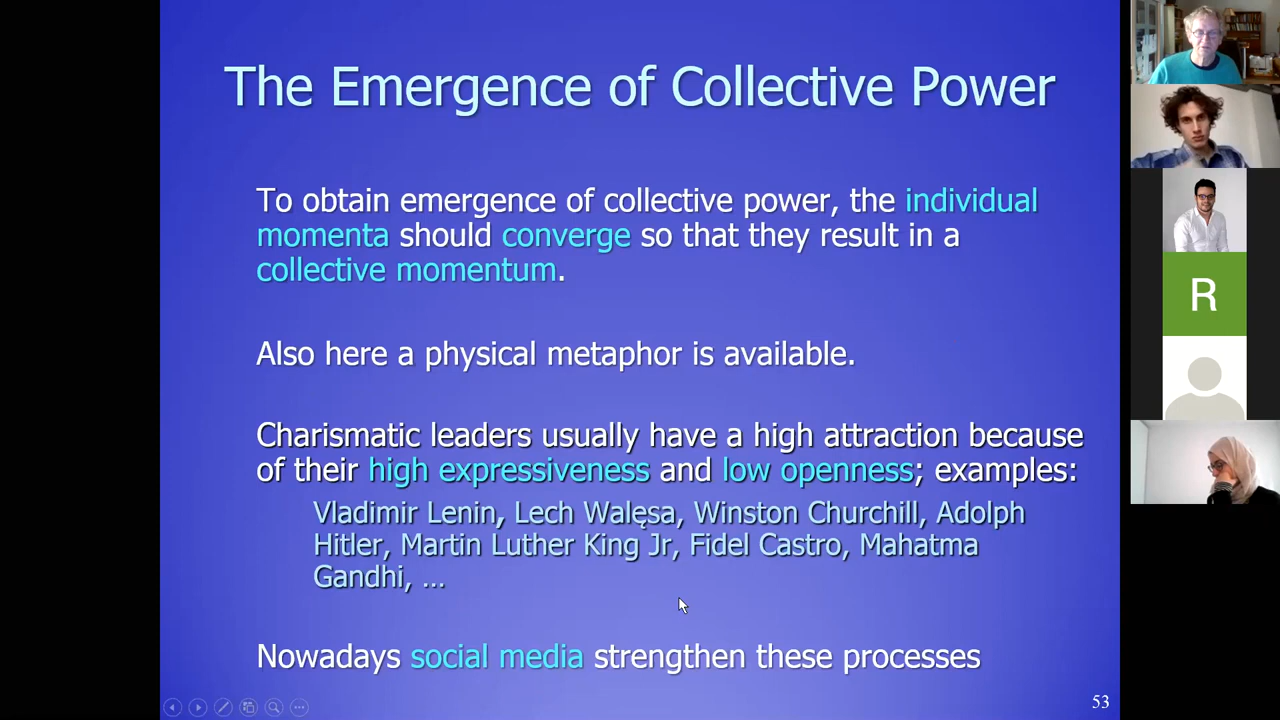 The Emergence of Collective Power
To obtain emergence of collective power, the individual
momenta should converge so that they result in a
collective momentum.
Also here a physical metaphor is available.
Charismatic leaders usually have a high attraction because
of their high expressiveness and low openness; examples:
Vladimir Lenin, Lech Walęsa, Winston Churchill, Adolph
Hitler, Martin Luther King Jr, Fidel Castro, Mahatma
Gandhi, ...
Nowadays social media strengthen these processes
53
R